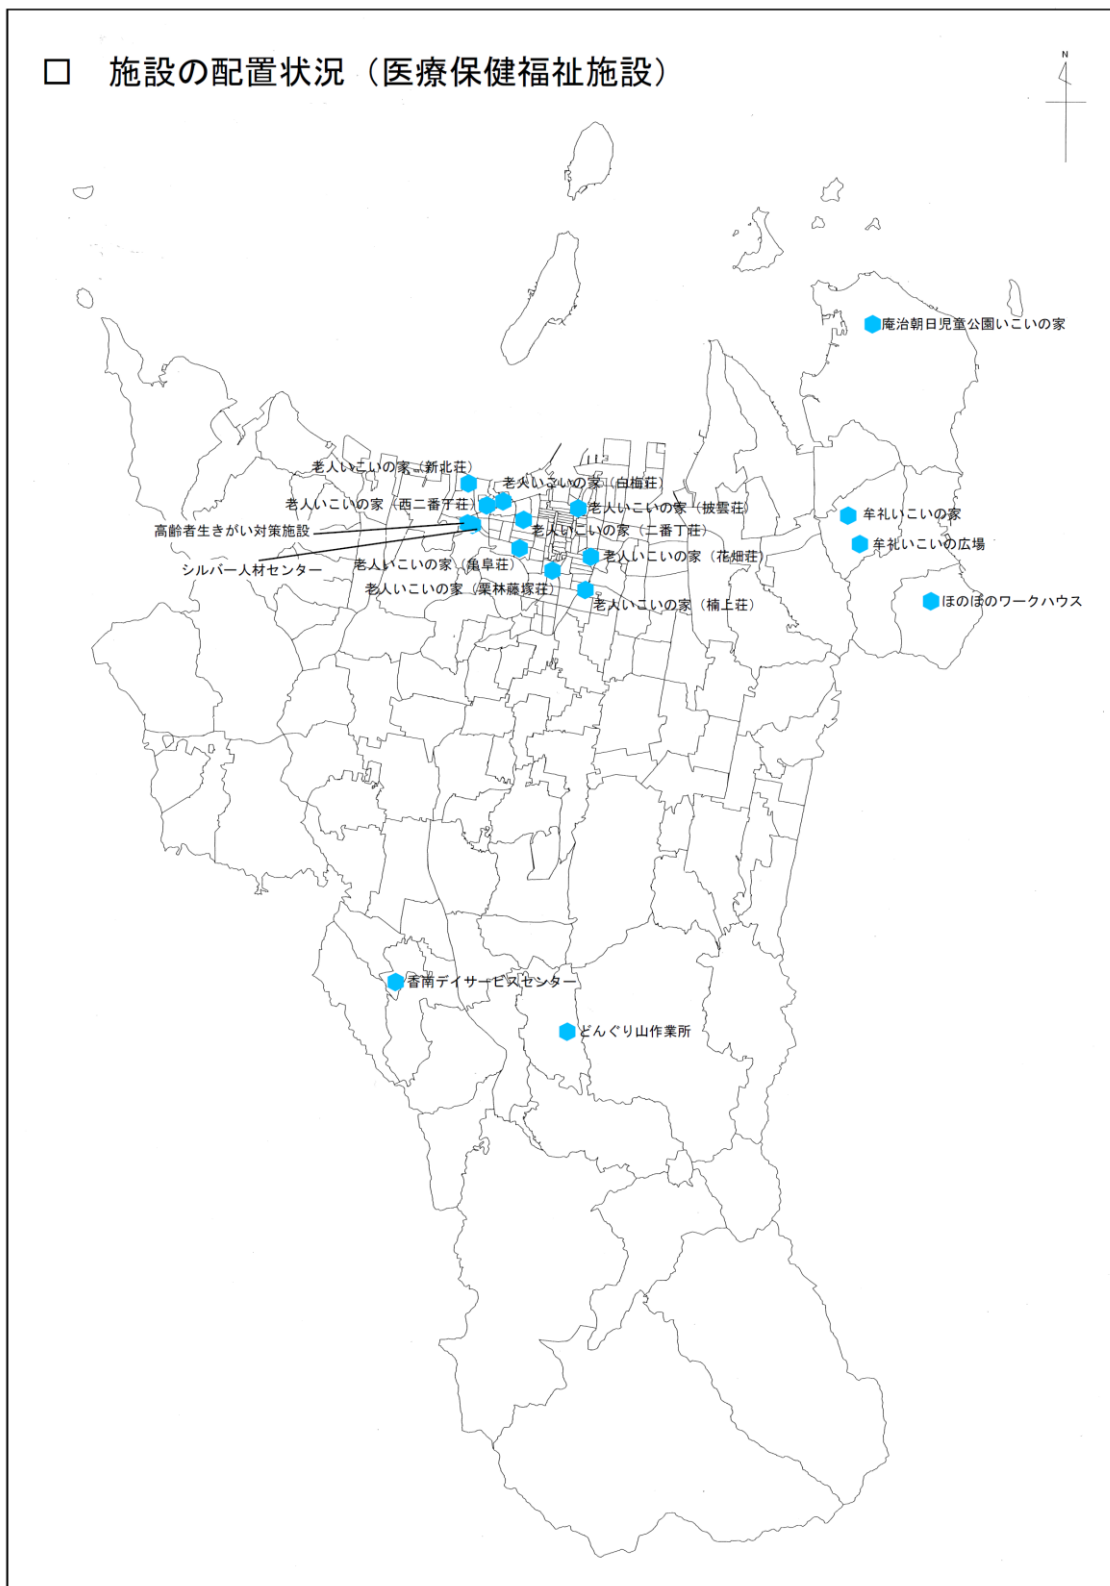 □　施設の配置状況（医療保健福祉施設）
N
庵治朝日児童公園いこいの家
老人いこいの家（新北荘）
老人いこいの家（白梅荘）
老人いこいの家（西二番丁荘）
老人いこいの家（披雲荘）
牟礼いこいの家
高齢者生きがい対策施設
老人いこいの家（二番丁荘）
牟礼いこいの広場
老人いこいの家（花畑荘）
老人いこいの家（亀阜荘）
シルバー人材センター
老人いこいの家（栗林藤塚荘）
ほのぼのワークハウス
老人いこいの家（楠上荘）
香南デイサービスセンター
どんぐり山作業所